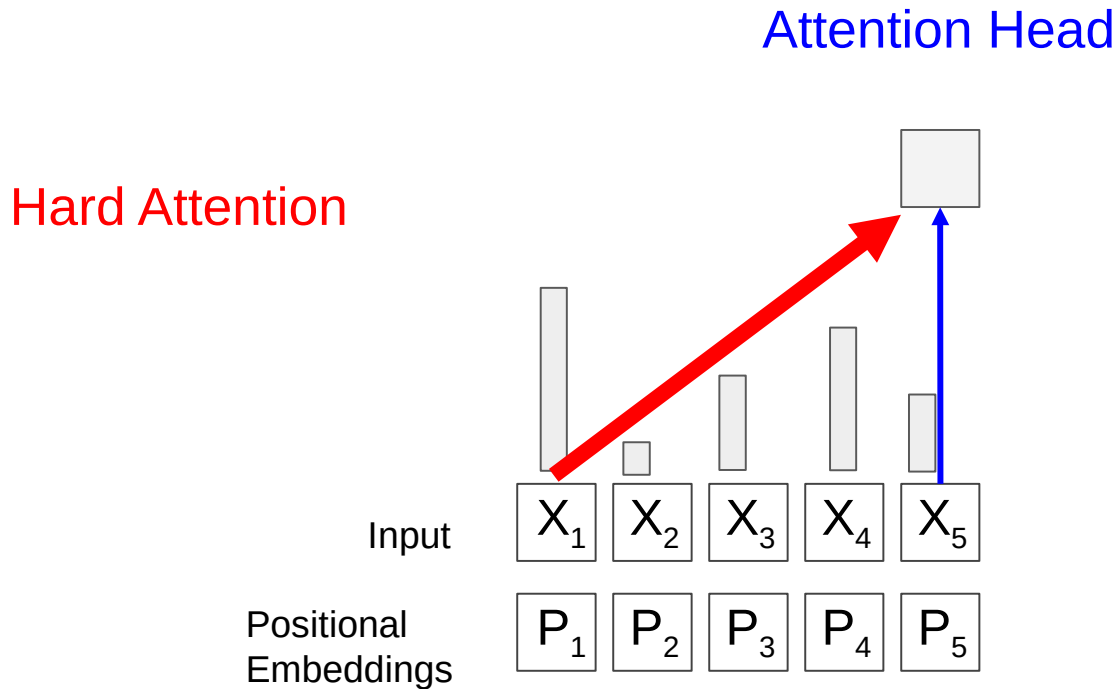 Attention Head
Hard Attention
Input
X₁ X₂ X₃ X₄ X₅
Positional
Embeddings
P₁ P₂ P₃ P₄ P₅